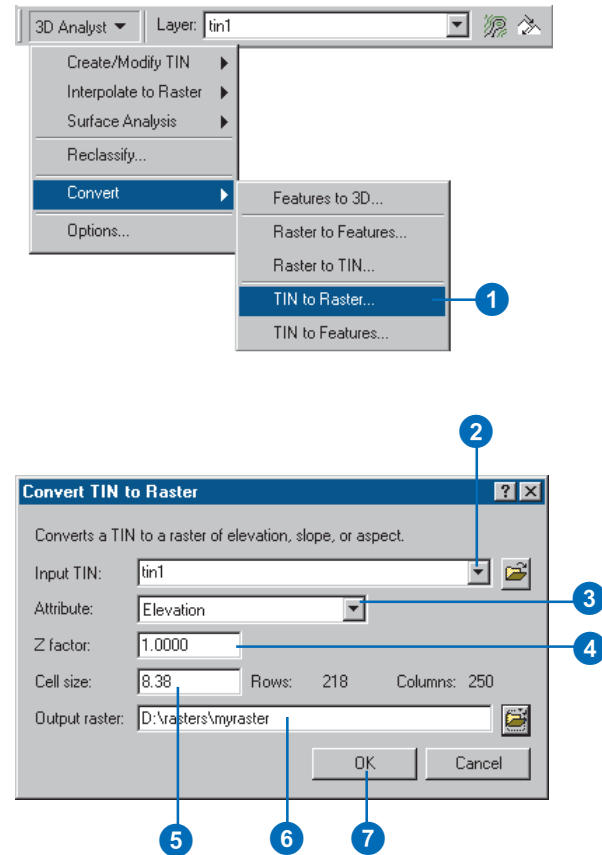 3D Analyst Layer: tin1
Create/Modify TIN
Interpolate to Raster
Surface Analysis
Reclassify...
Convert
Options...
Features to 3D...
Raster to Features...
Raster to TIN...
TIN to Raster... 1
TIN to Features...
2
Convert TIN to Raster ? X
Converts a TIN to a raster of elevation, slope, or aspect.
Input TIN: tin1
Attribute: Elevation 3
Z factor: 1.0000 4
Cell size: 8.38 Rows: 218 Columns: 250
Output raster: D:\rasters\myraster
OK Cancel
5 6 7